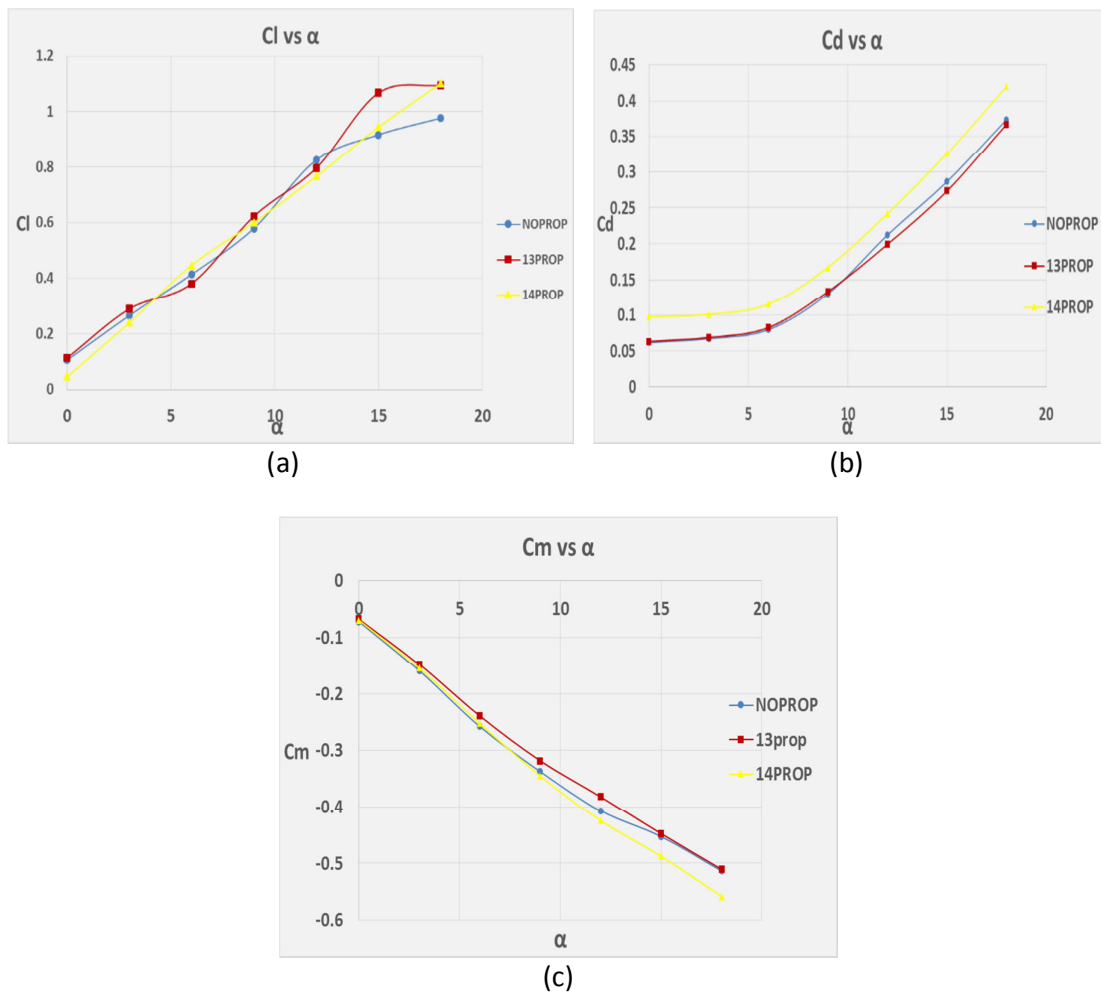 Cl vs α
1.2
1
0.8
0.6
0.4
0.2
0
Cl
0 5 10 15 20
α
NOPROP
13PROP
14PROP
(a)
Cd vs α
0.45
0.4
0.35
0.3
0.25
0.2
0.15
0.1
0.05
0
Cd
0 5 10 15 20
α
NOPROP
13PROP
14PROP
(b)
Cm vs α
0
0 5 10 15 20
-0.1
-0.2
-0.3
-0.4
-0.5
-0.6
Cm
α
NOPROP
13prop
14PROP
(c)